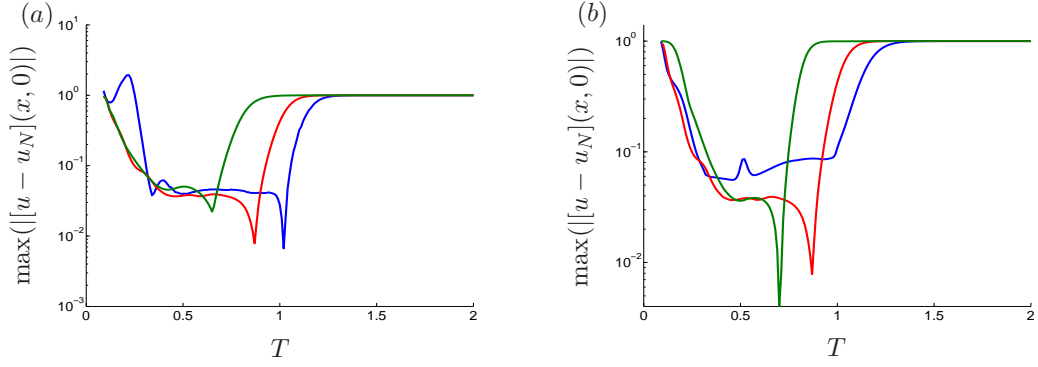 (a)
10^1
10^0
10^{-1}
10^{-2}
10^{-3}
0 0.5 1 1.5 2
T
max(|[u − u_N](x, 0)|)
(b)
10^0
10^{-1}
10^{-2}
0 0.5 1 1.5 2
T
max(|[u − u_N](x, 0)|)